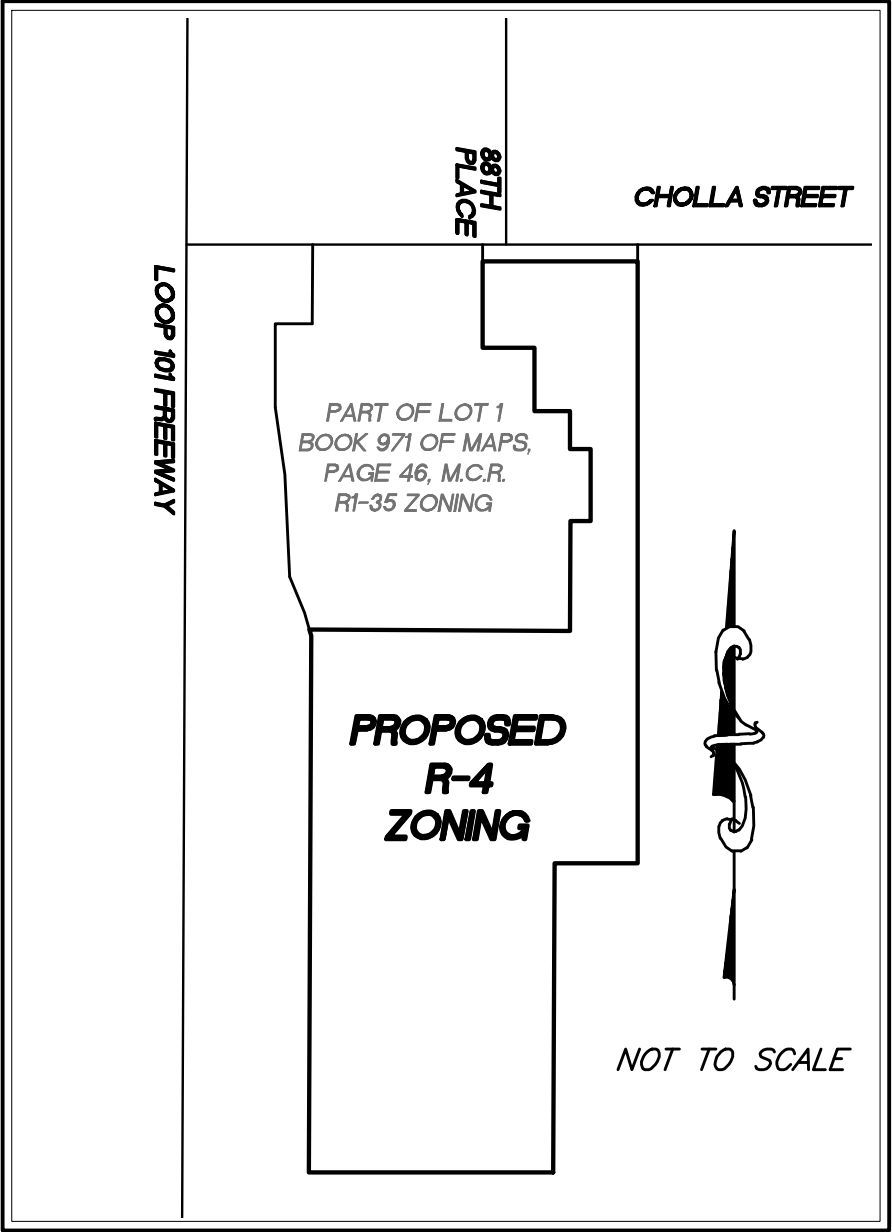 88TH
PLACE
CHOLLA STREET
LOOP 101 FREEWAY
PART OF LOT 1
BOOK 971 OF MAPS,
PAGE 46, M.C.R.
R1-35 ZONING
PROPOSED
R-4
ZONING
NOT TO SCALE